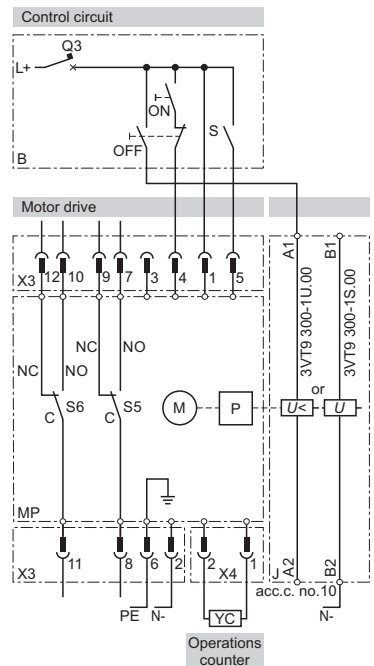 Control circuit
Q3
L+
ON
S
OFF
B
Motor drive
X3
12
10
9
7
3
4
1
5
A1
B1
3VT9 300-1U.00
3VT9 300-1S.00
NC
NO
NC
NO
or
C
S6
C
S5
M
P
U<
U
MP
X3
11
8
6
2
X4
2
1
J
A2
B2
acc.c. no.10
PE
N-
YC
N-
Operations
counter